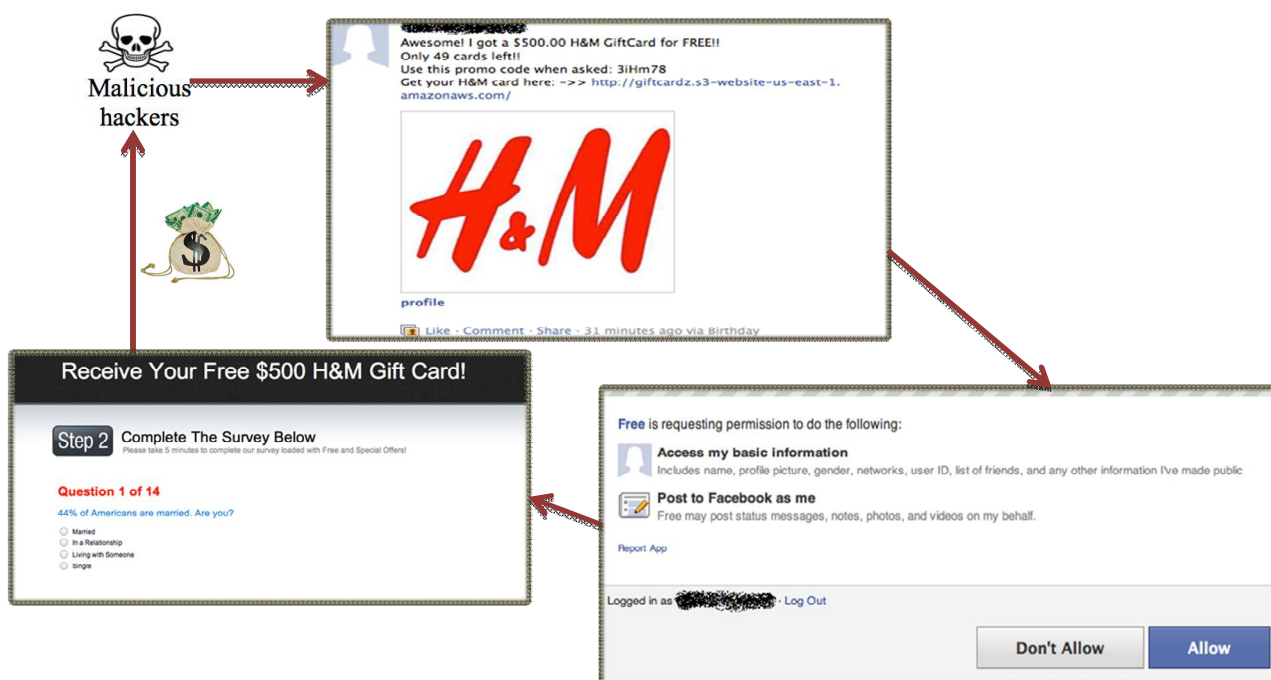 Malicious
hackers
Awesome! I got a $500.00 H&M GiftCard for FREE!!
Only 49 cards left!!
Use this promo code when asked: 3iHm78
Get your H&M card here: ->> http://giftcardz.s3-website-us-east-1.
amazonaws.com/
H&M
profile
Like · Comment · Share · 31 minutes ago via Birthday
$
Free is requesting permission to do the following:
Access my basic information
Includes name, profile picture, gender, networks, user ID, list of friends, and any other information I've made public
Post to Facebook as me
Free may post status messages, notes, photos, and videos on my behalf.
Report App
Logged in as · Log Out
Don't Allow
Allow
Receive Your Free $500 H&M Gift Card!
Step 2
Complete The Survey Below
Please take 5 minutes to complete our survey loaded with Free and Special Offers!
Question 1 of 14
44% of Americans are married. Are you?
Married
In a Relationship
Living with Someone
Single